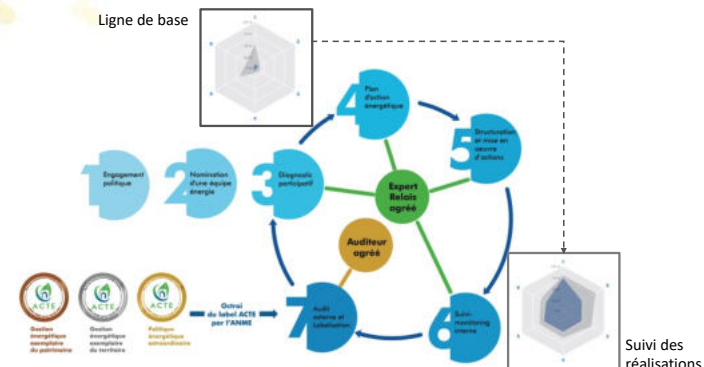 Ligne de base
1
Engagement
politique
2
Nomination
d'une équipe
énergie
3
Diagnostic
participatif
4
Plan
d'action
énergétique
5
Structuration
et mise en
oeuvre
d'actions
Expert
Relais
agréé
Auditeur
agréé
6
Suivi-
monitoring
interne
7
Audit
externe et
Labelisation
Octroi
du label ACTE
par l'ANME
ACTE
Gestion
énergétique
exemplaire
du patrimoine
ACTE
Gestion
énergétique
exemplaire
du territoire
ACTE
Politique
énergétique
extraordinaire
Suivi des
réalisations